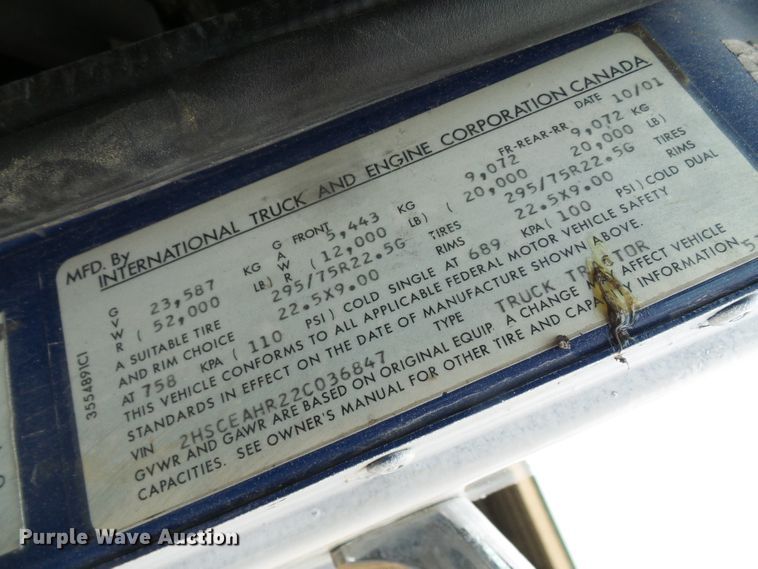 MFD. By
INTERNATIONAL TRUCK AND ENGINE CORPORATION CANADA
DATE 10/01
G V W R 23,587 KG G A W R FRONT 5,443 KG FR-REAR-RR 9,072 9,072 KG
( 52,000 LB) (12,000 LB) (20,000 20,000 LB)
A SUITABLE TIRE 295/75R22.5G TIRES 295/75R22.5G TIRES
AND RIM CHOICE 22.5X9.00 RIMS 22.5X9.00 RIMS
AT 758 KPA ( 110 PSI) COLD SINGLE AT 689 KPA ( 100 PSI) COLD DUAL
THIS VEHICLE CONFORMS TO ALL APPLICABLE FEDERAL MOTOR VEHICLE SAFETY
STANDARDS IN EFFECT ON THE DATE OF MANUFACTURE SHOWN ABOVE.
VIN 2HSCEAHR22C036847 TYPE TRUCK TRACTOR
GVWR AND GAWR ARE BASED ON ORIGINAL EQUIP. A CHANGE AFFECT VEHICLE
CAPACITIES. SEE OWNER'S MANUAL FOR OTHER TIRE AND CAPACITY INFORMATION
3554891C1
Purple Wave Auction